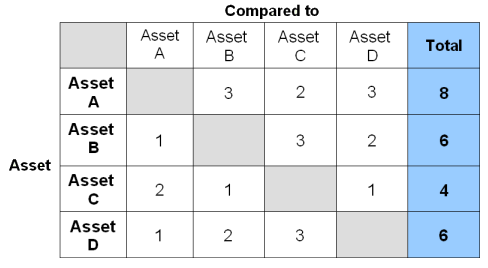 Compared to
Asset A Asset B Asset C Asset D Total
Asset A 3 2 3 8
Asset B 1 3 2 6
Asset
Asset C 2 1 1 4
Asset D 1 2 3 6